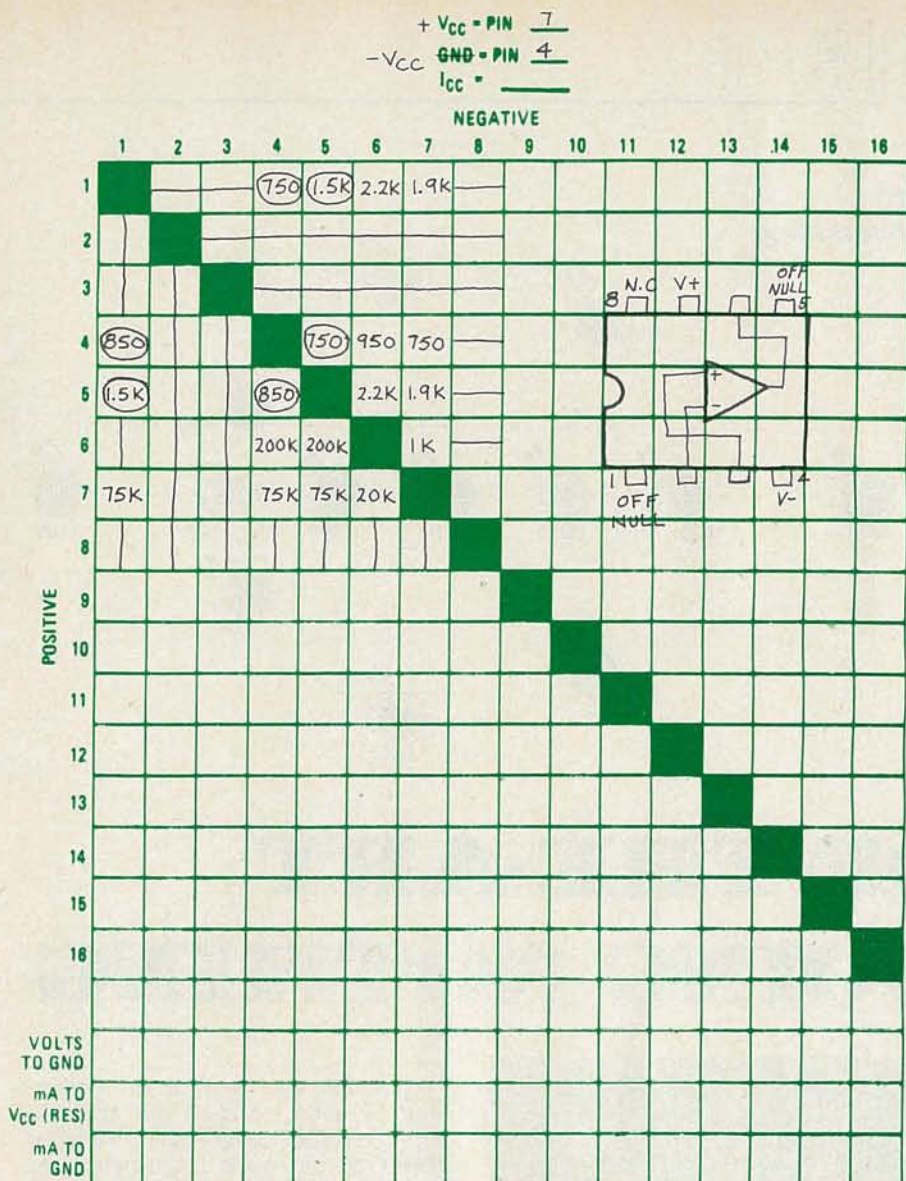 + VCC = PIN 7
-VCC GND = PIN 4
ICC =
NEGATIVE
1 2 3 4 5 6 7 8 9 10 11 12 13 14 15 16
1 750 1.5K 2.2K 1.9K
2
3
4 850 750 950 750
5 1.5K 850 2.2K 1.9K
6 200K 200K 1K
7 75K 75K 75K 20K
8
9
10
11
12
13
14
15
16
POSITIVE
8 N.C V+ OFF NULL 5
+
-
1 OFF NULL V- 4
VOLTS
TO GND
mA TO
VCC (RES)
mA TO
GND